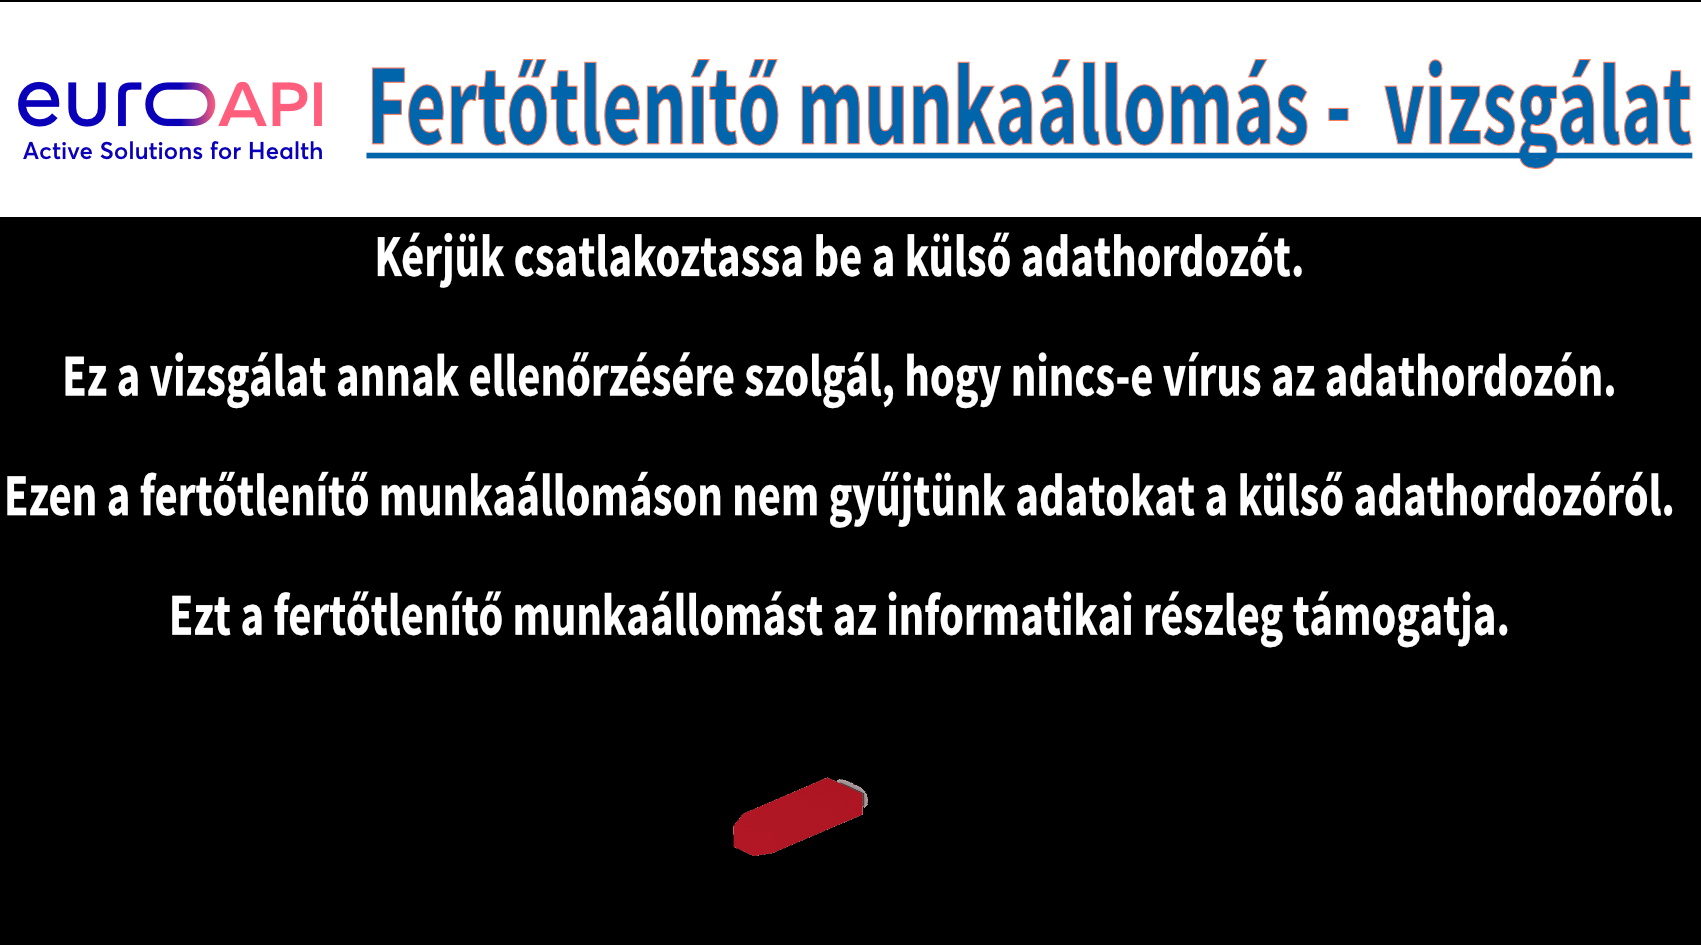 euroAPI
Active Solutions for Health
Fertőtlenítő munkaállomás - vizsgálat
Kérjük csatlakoztassa be a külső adathordozót.
Ez a vizsgálat annak ellenőrzésére szolgál, hogy nincs-e vírus az adathordozón.
Ezen a fertőtlenítő munkaállomáson nem gyűjtünk adatokat a külső adathordozóról.
Ezt a fertőtlenítő munkaállomást az informatikai részleg támogatja.